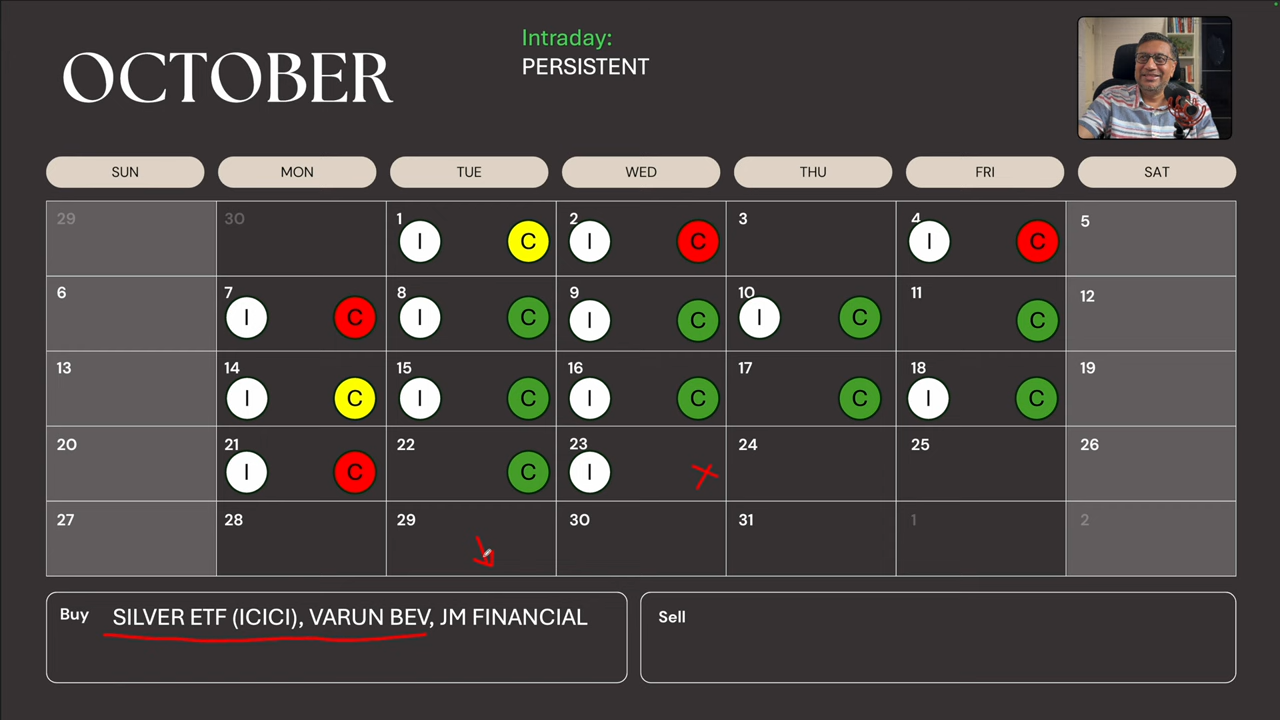 OCTOBER
Intraday:
PERSISTENT
SUN MON TUE WED THU FRI SAT
29 30 1 2 3 4 5
I C I C I C
6 7 8 9 10 11 12
I C I C I C I C C
13 14 15 16 17 18 19
I C I C I C C I C
20 21 22 23 24 25 26
I C C I
27 28 29 30 31 1 2
Buy SILVER ETF (ICICI), VARUN BEV, JM FINANCIAL
Sell